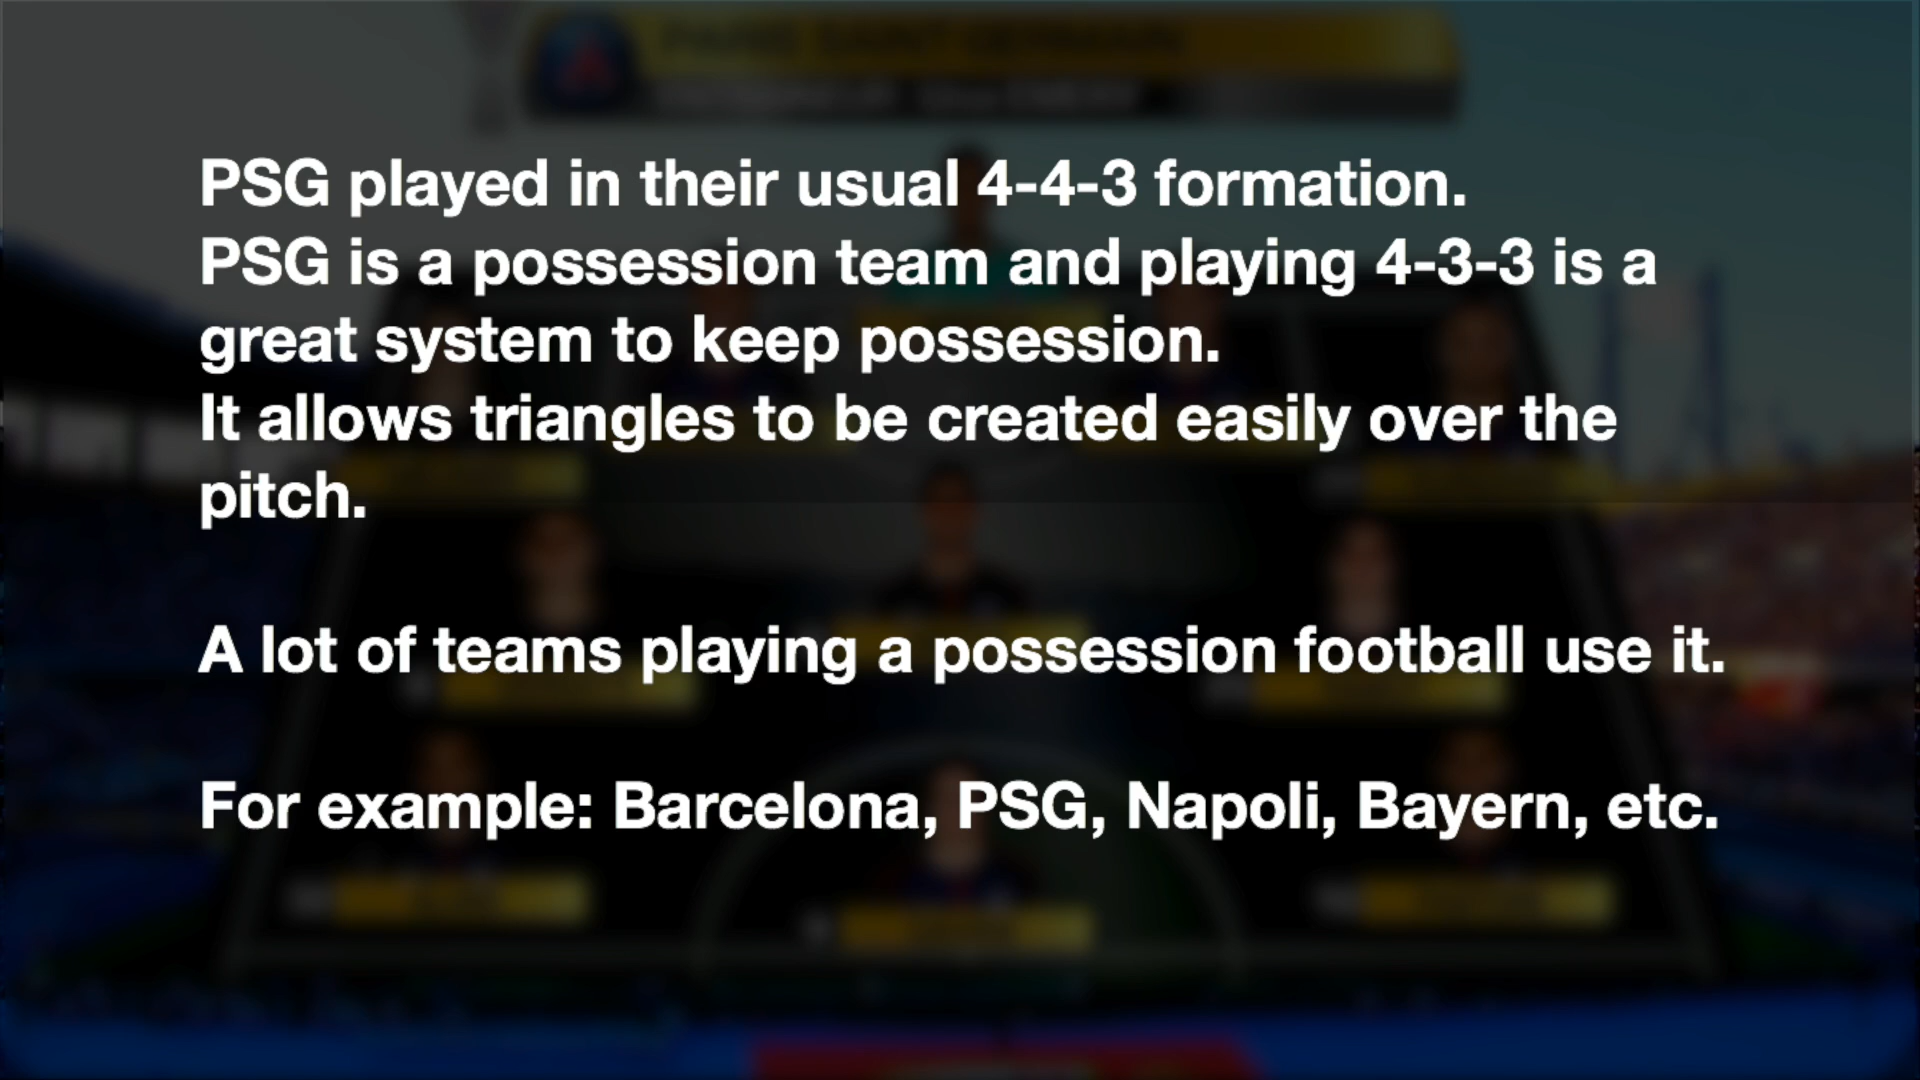 PSG played in their usual 4-4-3 formation.
PSG is a possession team and playing 4-3-3 is a
great system to keep possession.
It allows triangles to be created easily over the
pitch.
A lot of teams playing a possession football use it.
For example: Barcelona, PSG, Napoli, Bayern, etc.